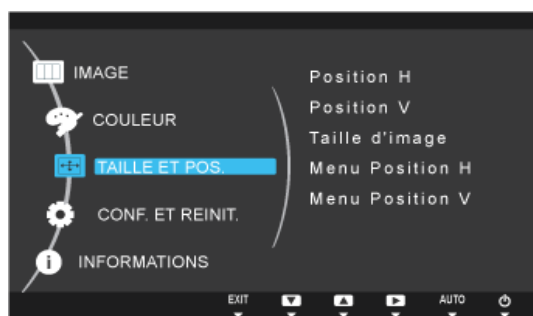 IMAGE
COULEUR
TAILLE ET POS.
CONF. ET REINIT.
INFORMATIONS
Position H
Position V
Taille d'image
Menu Position H
Menu Position V
EXIT AUTO